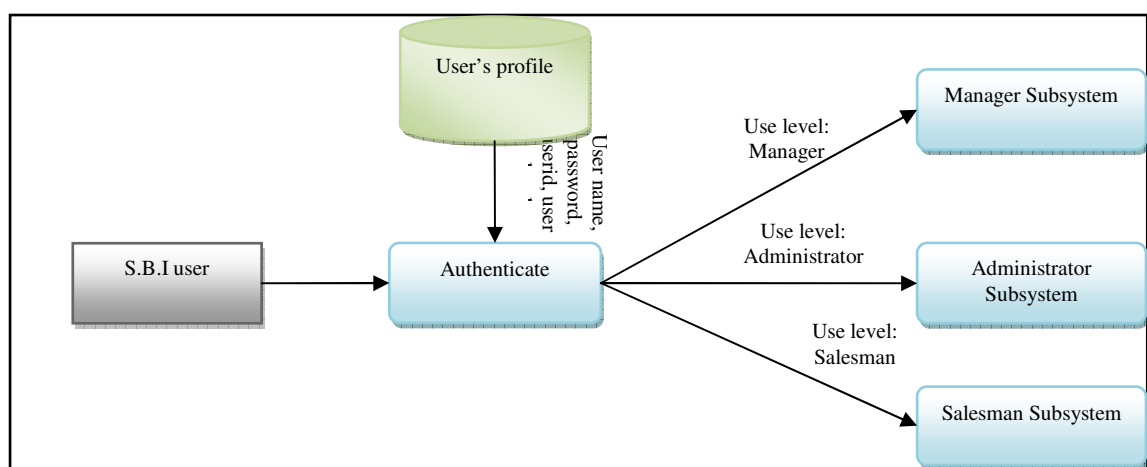 User's profile
User name,
password,
userid, user
S.B.I user
Authenticate
Use level:
Manager
Use level:
Administrator
Use level:
Salesman
Manager Subsystem
Administrator
Subsystem
Salesman Subsystem